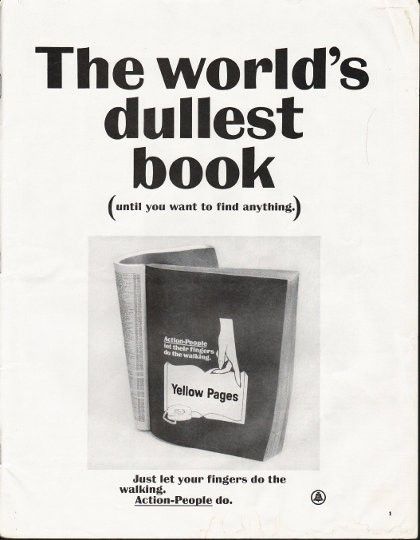 The world's
dullest
book
(until you want to find anything.)
Action-People
let their fingers
do the walking.
Yellow Pages
Just let your fingers do the
walking.
Action-People do.
1